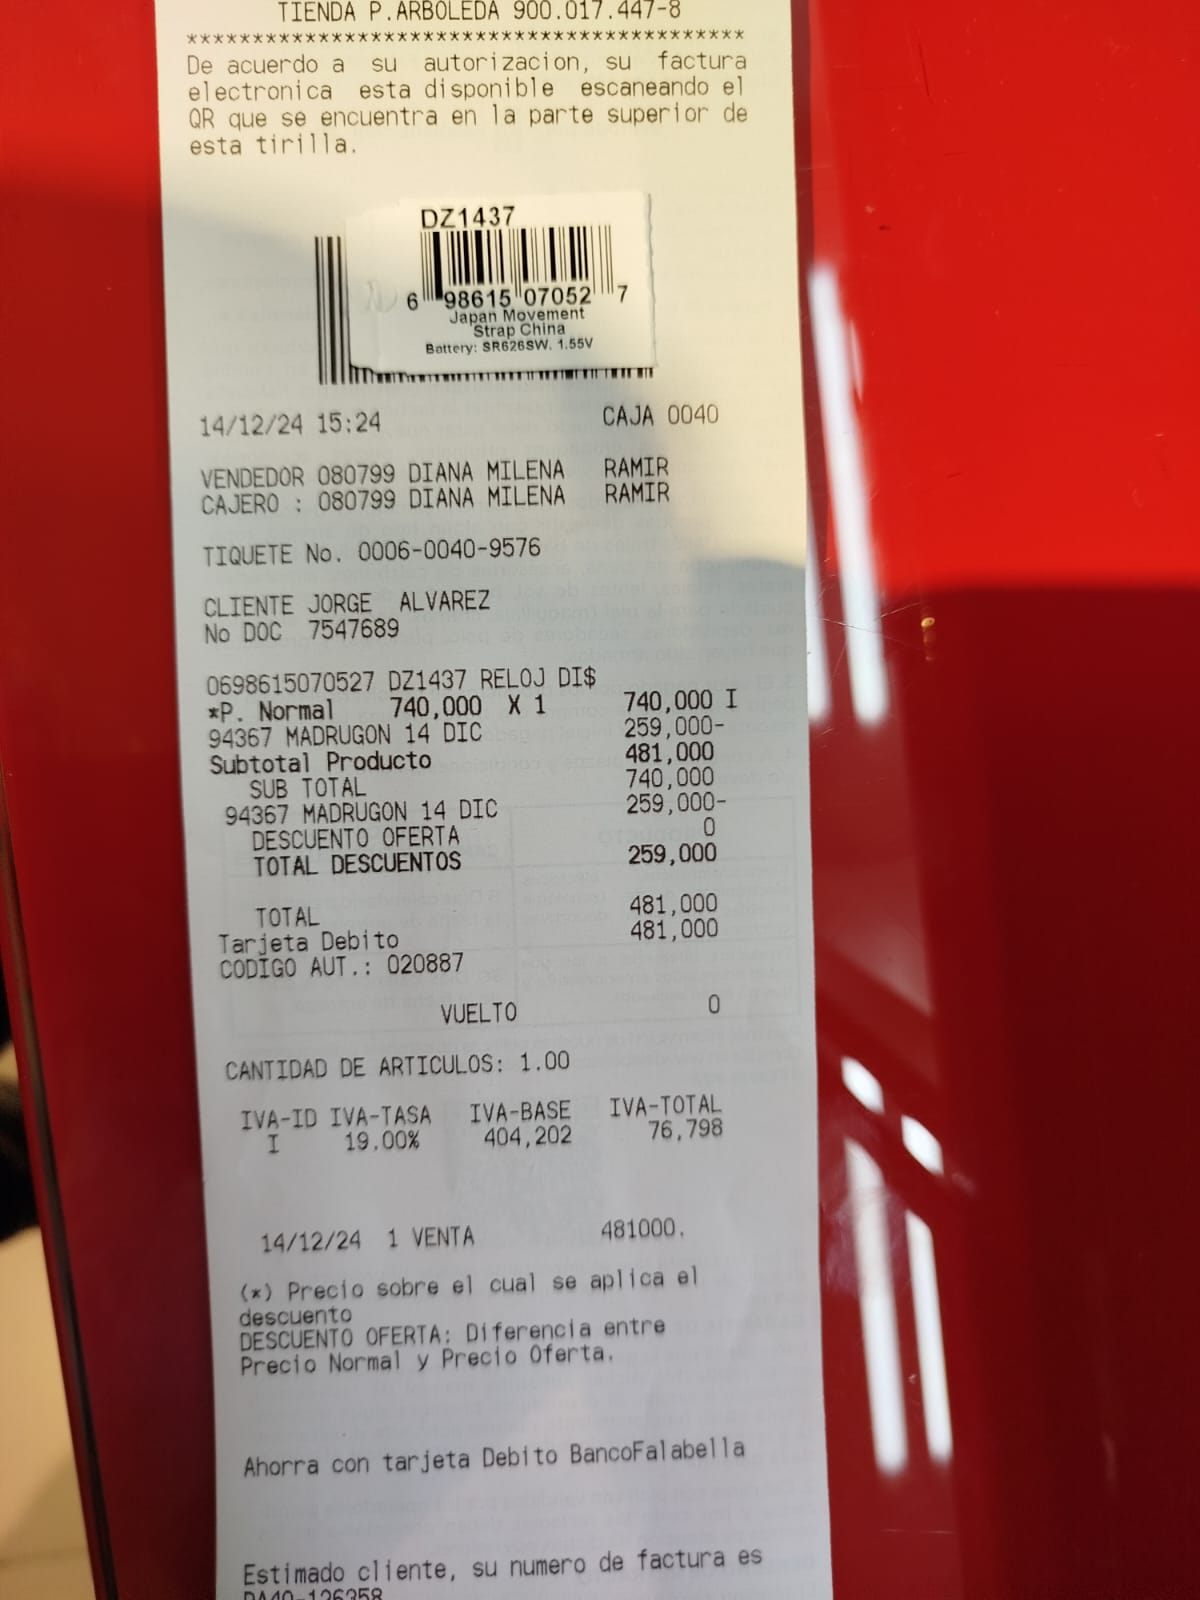 TIENDA P.ARBOLEDA 900.017.447-8
*******************************************
De acuerdo a su autorizacion, su factura
electronica esta disponible escaneando el
QR que se encuentra en la parte superior de
esta tirilla.
DZ1437
6 98615 07052 7
Japan Movement
Strap China
Battery: SR626SW. 1.55V
14/12/24 15:24 CAJA 0040
VENDEDOR 080799 DIANA MILENA RAMIR
CAJERO : 080799 DIANA MILENA RAMIR
TIQUETE No. 0006-0040-9576
CLIENTE JORGE ALVAREZ
No DOC 7547689
0698615070527 DZ1437 RELOJ DI$
*P. Normal 740,000 X 1 740,000 I
94367 MADRUGON 14 DIC 259,000-
Subtotal Producto 481,000
SUB TOTAL 740,000
94367 MADRUGON 14 DIC 259,000-
DESCUENTO OFERTA 0
TOTAL DESCUENTOS 259,000
TOTAL 481,000
Tarjeta Debito 481,000
CODIGO AUT.: 020887
VUELTO 0
CANTIDAD DE ARTICULOS: 1.00
IVA-ID IVA-TASA IVA-BASE IVA-TOTAL
I 19.00% 404,202 76,798
14/12/24 1 VENTA 481000.
(*) Precio sobre el cual se aplica el
descuento
DESCUENTO OFERTA: Diferencia entre
Precio Normal y Precio Oferta.
Ahorra con tarjeta Debito BancoFalabella
Estimado cliente, su numero de factura es